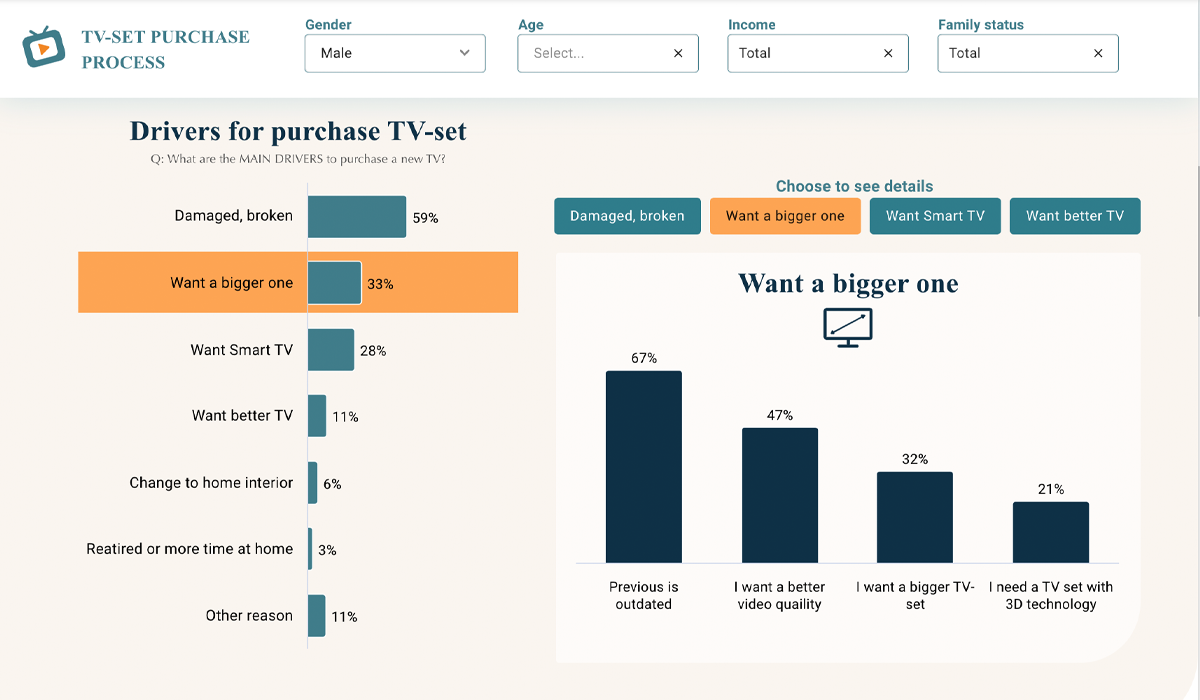 TV-SET PURCHASE
PROCESS
Gender
Male
Age
Select...
Income
Total
Family status
Total
Drivers for purchase TV-set
Q: What are the MAIN DRIVERS to purchase a new TV?
Damaged, broken 59%
Want a bigger one 33%
Want Smart TV 28%
Want better TV 11%
Change to home interior 6%
Reatired or more time at home 3%
Other reason 11%
Choose to see details
Damaged, broken
Want a bigger one
Want Smart TV
Want better TV
Want a bigger one
67%
47%
32%
21%
Previous is
outdated
I want a better
video quaility
I want a bigger TV-
set
I need a TV set with
3D technology